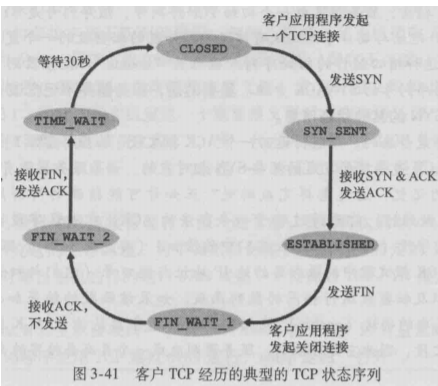 客户应用程序发起
一个TCP连接
CLOSED
等待30秒
发送SYN
TIME_WAIT
SYN_SENT
接收FIN,
发送ACK
接收SYN & ACK
发送ACK
FIN_WAIT_2
ESTABLISHED
接收ACK,
不发送
发送FIN
FIN_WAIT_1
客户应用程序
发起关闭连接
图 3-41 客户 TCP 经历的典型的 TCP 状态序列